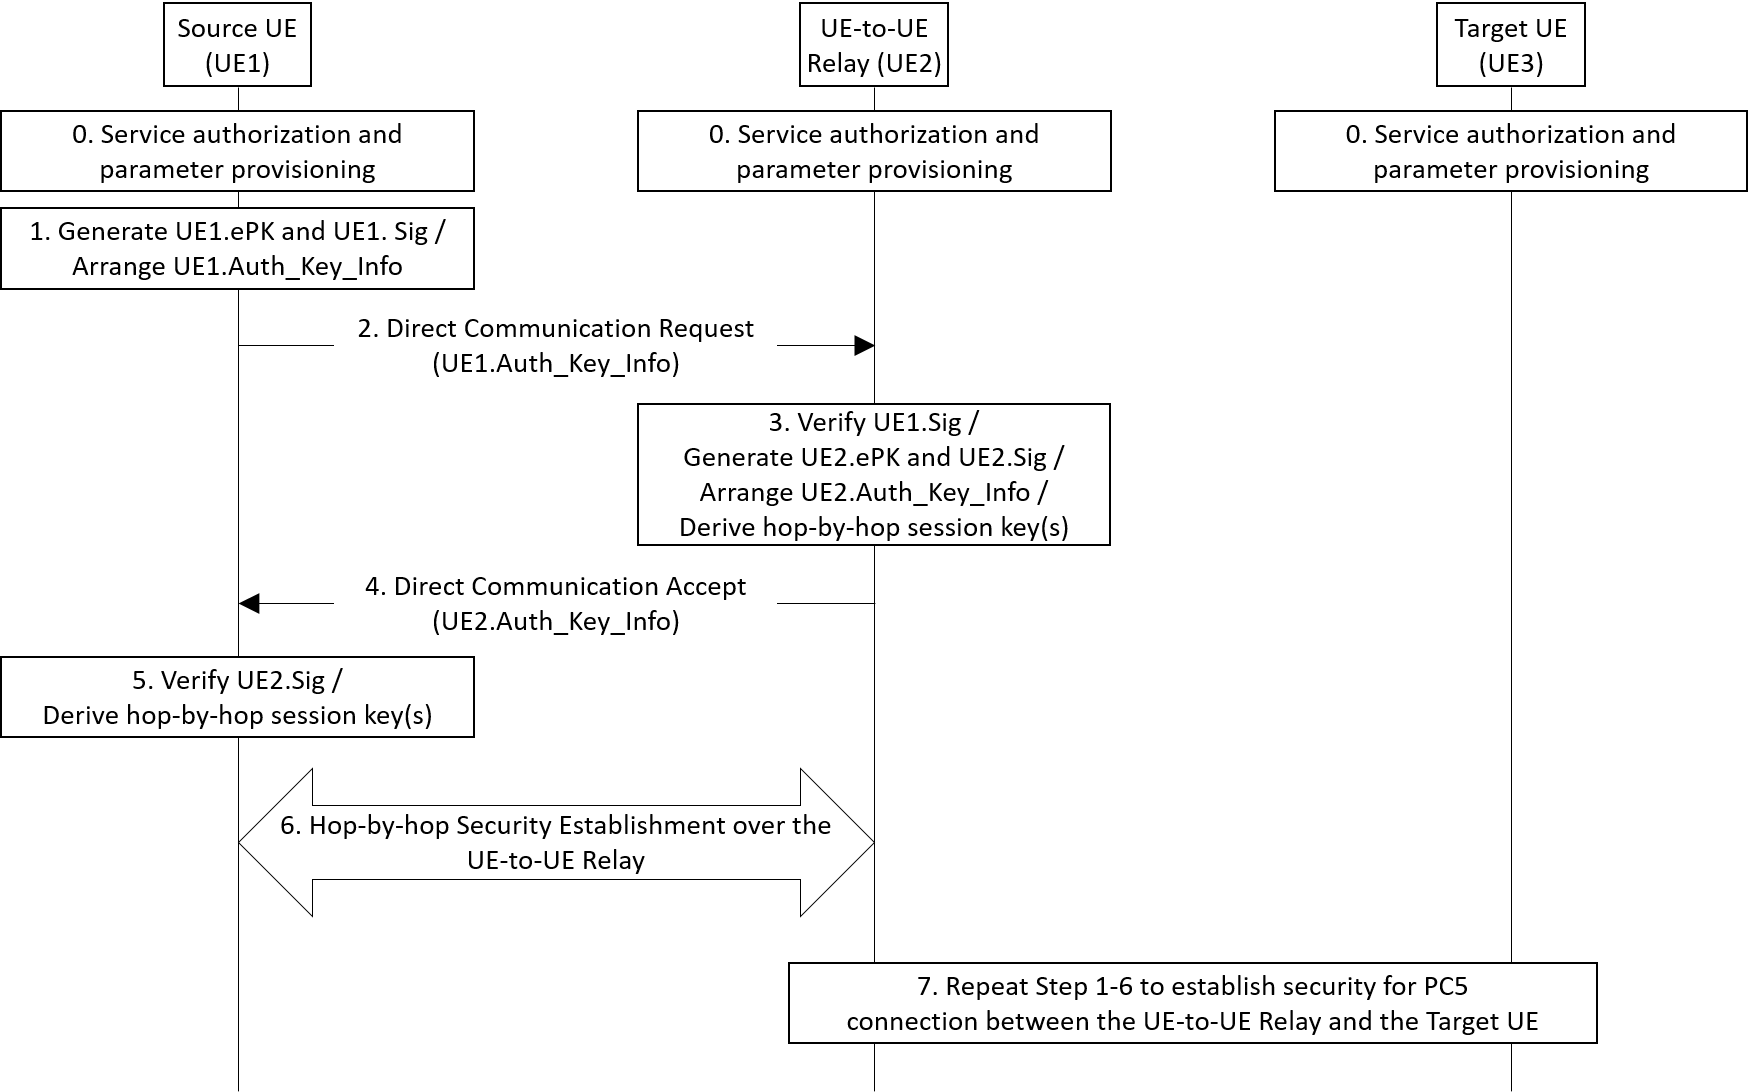 Source UE
(UE1)
UE-to-UE
Relay (UE2)
Target UE
(UE3)
0. Service authorization and
parameter provisioning
0. Service authorization and
parameter provisioning
0. Service authorization and
parameter provisioning
1. Generate UE1.ePK and UE1. Sig /
Arrange UE1.Auth_Key_Info
2. Direct Communication Request
(UE1.Auth_Key_Info)
3. Verify UE1.Sig /
Generate UE2.ePK and UE2.Sig /
Arrange UE2.Auth_Key_Info /
Derive hop-by-hop session key(s)
4. Direct Communication Accept
(UE2.Auth_Key_Info)
5. Verify UE2.Sig /
Derive hop-by-hop session key(s)
6. Hop-by-hop Security Establishment over the
UE-to-UE Relay
7. Repeat Step 1-6 to establish security for PC5
connection between the UE-to-UE Relay and the Target UE